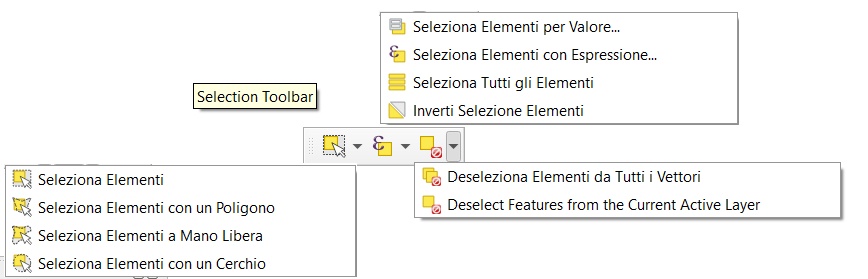 Seleziona Elementi per Valore...
Seleziona Elementi con Espressione...
Seleziona Tutti gli Elementi
Inverti Selezione Elementi
Selection Toolbar
Seleziona Elementi
Seleziona Elementi con un Poligono
Seleziona Elementi a Mano Libera
Seleziona Elementi con un Cerchio
Deseleziona Elementi da Tutti i Vettori
Deselect Features from the Current Active Layer